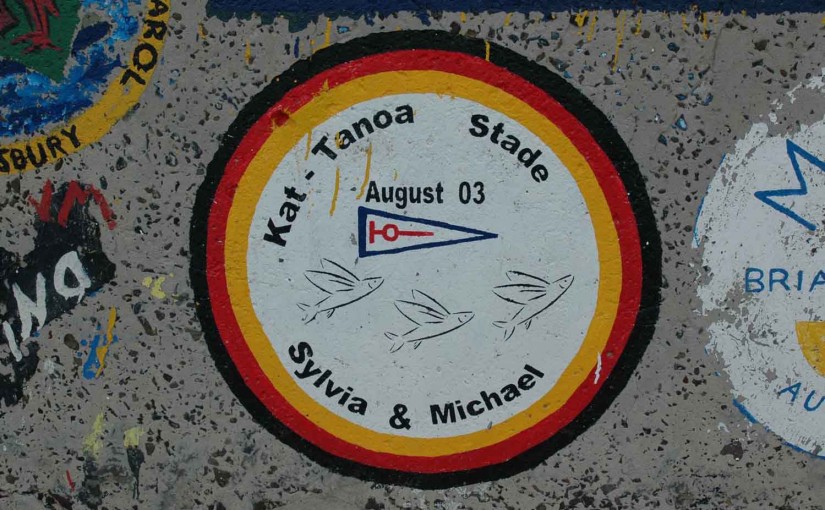 AROL
SBURY
Kat-Tanoa Stade
August 03
Sylvia & Michael
BRIA
AU